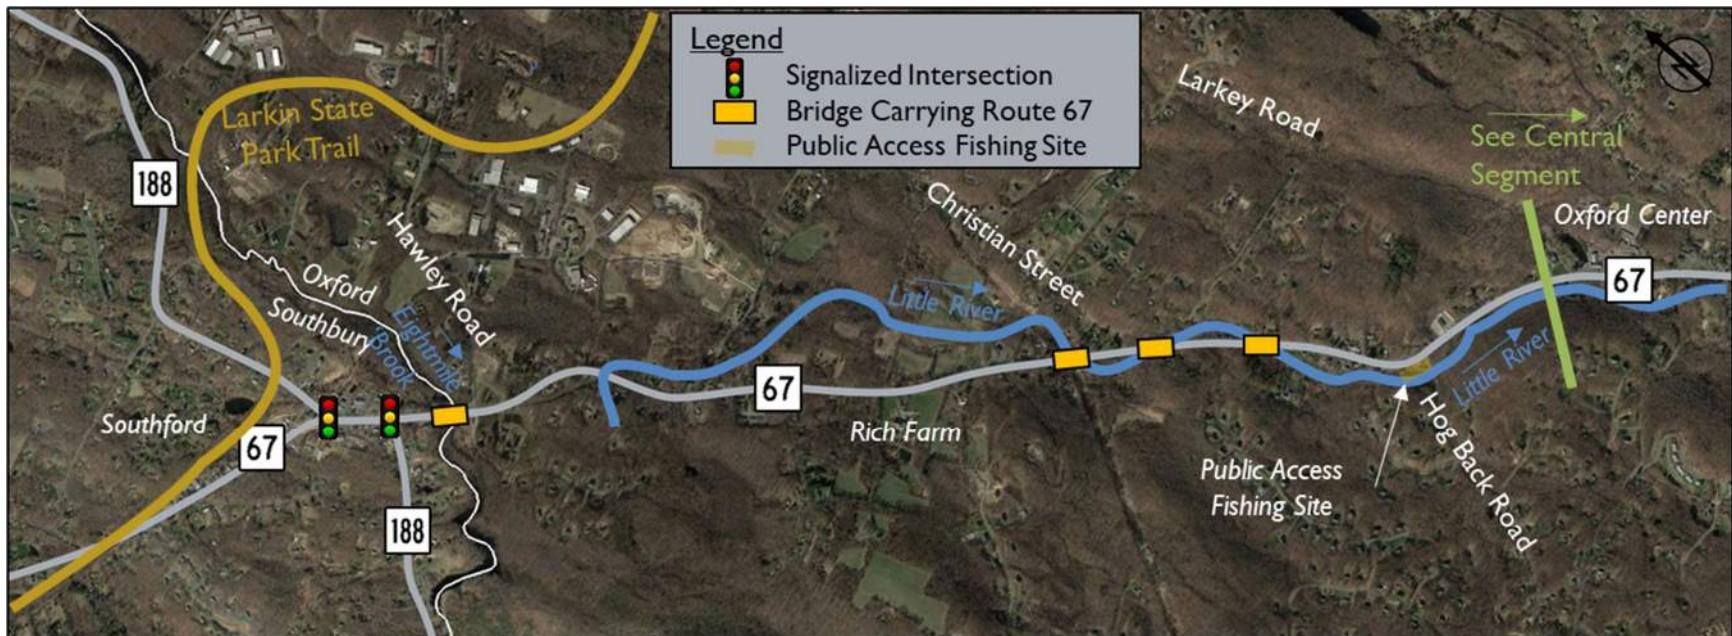 Legend
Signalized Intersection
Bridge Carrying Route 67
Public Access Fishing Site
Larkin State
Park Trail
188
Hawley Road
Oxford
Southbury
Eightmile
Brook
Southford
67
188
Little River
Christian Street
Larkey Road
67
Rich Farm
See Central
Segment
Oxford Center
67
Little River
Public Access
Fishing Site
Hog Back Road